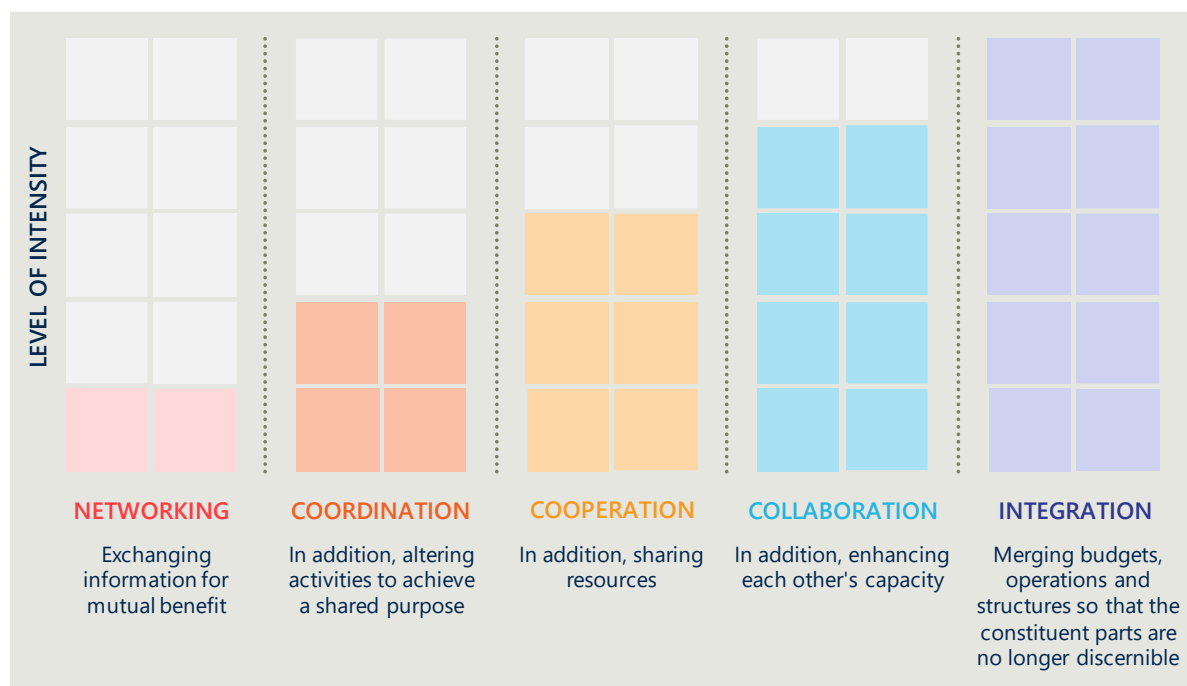 LEVEL OF INTENSITY
NETWORKING
Exchanging
information for
mutual benefit
COORDINATION
In addition, altering
activities to achieve
a shared purpose
COOPERATION
In addition, sharing
resources
COLLABORATION
In addition, enhancing
each other's capacity
INTEGRATION
Merging budgets,
operations and
structures so that the
constituent parts are
no longer discernible